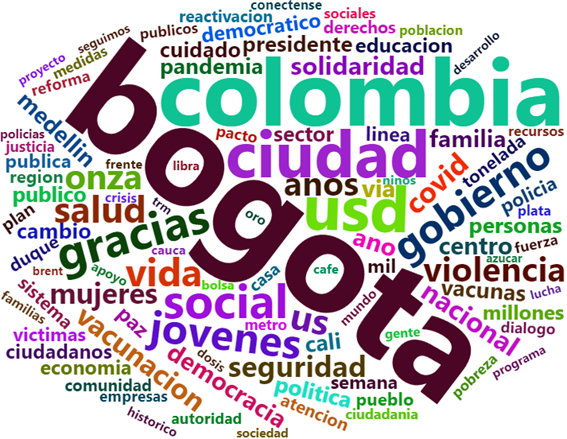 conectense
reactivacion
sociales
seguimos
publicos
democratico
derechos
poblacion
proyecto
medidas
cuidado
presidente
educacion
desarrollo
reforma
pandemia
solidaridad
colombia
bogota
medellin
policias
justicia
pacto
sector
linea
familia
recursos
publica
frente
libra
ciudad
tonelada
region
onza
crisis
anos
via
ninos
covid
gobierno
policia
publico
plan
salud
trm
oro
usd
plata
cambio
gracias
ano
centro
personas
fuerza
duque
cauca
violencia
azucar
brent
apoyo
vida
bolsa
casa
cafe
mil
vacunas
lucha
sistema
mujeres
social
us
mundo
nacional
millones
familias
paz
metro
gente
dialogo
victimas
vacunacion
jovenes
cali
ciudadanos
dosis
seguridad
pobreza
programa
economia
democracia
semana
comunidad
politica
pueblo
empresas
atencion
ciudadania
historico
autoridad
sociedad